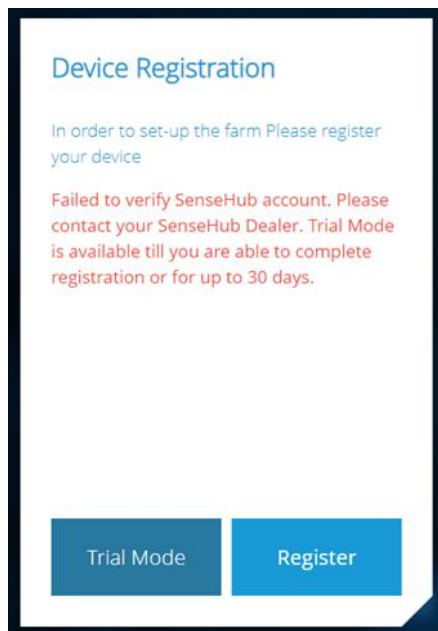 Device Registration
In order to set-up the farm Please register
your device
Failed to verify SenseHub account. Please
contact your SenseHub Dealer. Trial Mode
is available till you are able to complete
registration or for up to 30 days.
Trial Mode
Register